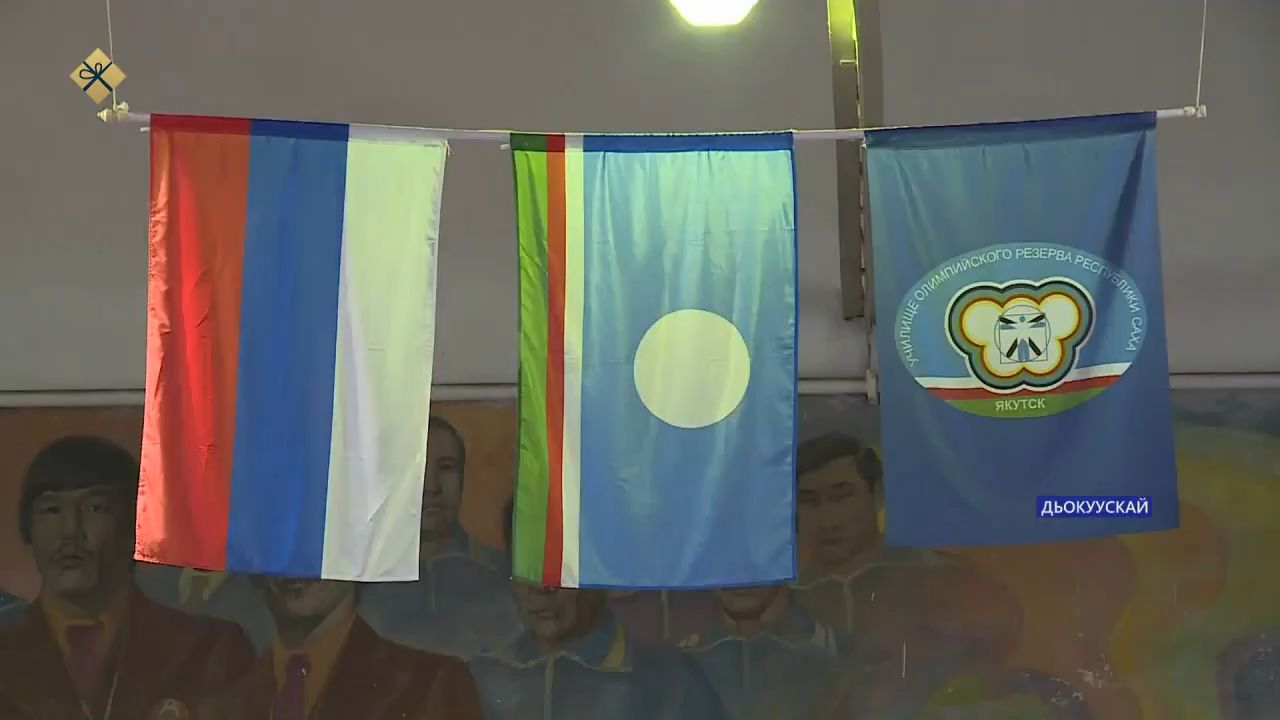 УЧИЛИЩЕ ОЛИМПИЙСКОГО РЕЗЕРВА РЕСПУБЛИКИ САХА
ЯКУТСК
ДЬОКУУСКАЙ